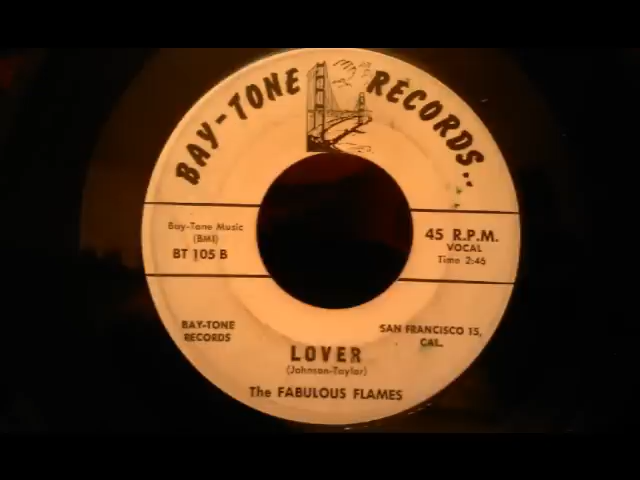 BAY-TONE RECORDS..
Bay-Tone Music
(BMI)
BT 105 B
45 R.P.M.
VOCAL
Time 2:46
BAY-TONE
RECORDS
SAN FRANCISCO 15,
CAL.
LOVER
(Johnson-Taylor)
The FABULOUS FLAMES